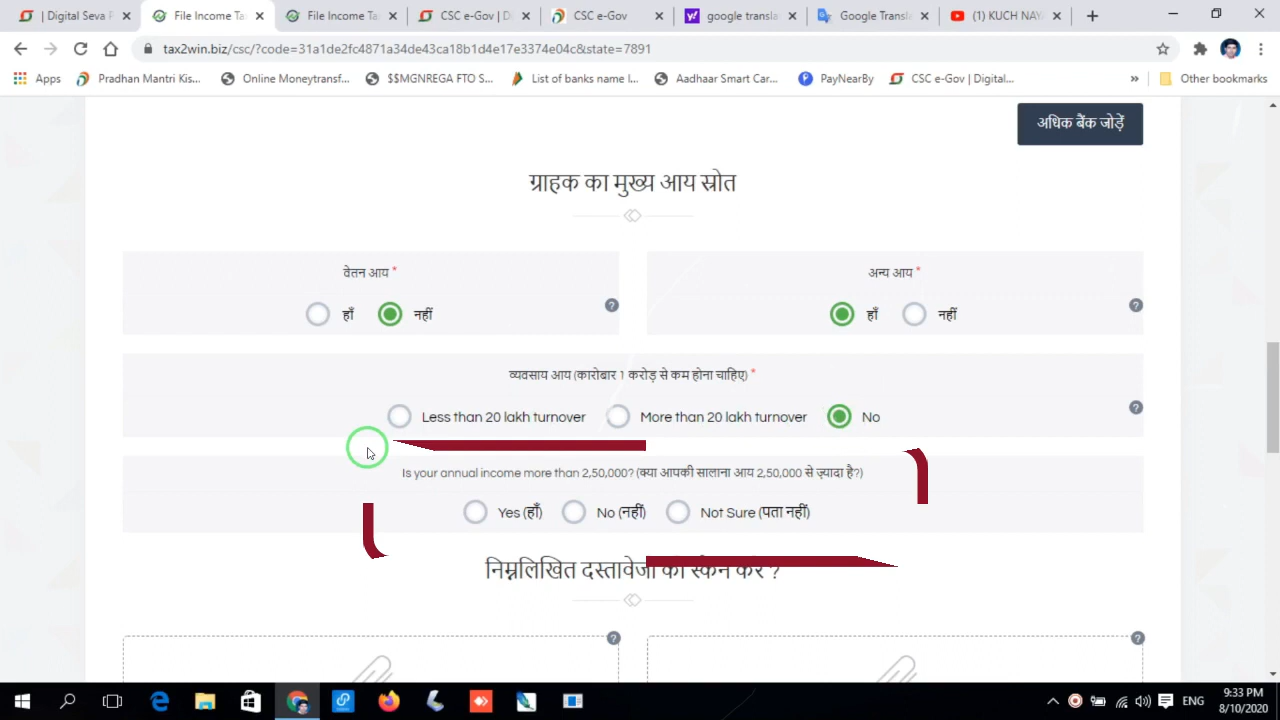 | Digital Seva P
File Income Ta
File Income Ta
CSC e-Gov | D
CSC e-Gov
google transla
Google Transla
(1) KUCH NAYA
tax2win.biz/csc/?code=31a1de2fc4871a34de43ca18b1d4e17e3374e04c&state=7891
Apps
Pradhan Mantri Kis...
Online Moneytransf...
$$MGNREGA FTO S...
List of banks name I...
Aadhaar Smart Car...
PayNearBy
CSC e-Gov | Digital...
»
Other bookmarks
अधिक बैंक जोड़ें
ग्राहक का मुख्य आय स्रोत
वेतन आय *
हाँ नहीं
अन्य आय *
हाँ नहीं
व्यवसाय आय (कारोबार 1 करोड़ से कम होना चाहिए) *
Less than 20 lakh turnover More than 20 lakh turnover No
Is your annual income more than 2,50,000? (क्या आपकी सालाना आय 2,50,000 से ज़्यादा है?)
Yes (हाँ) No (नहीं) Not Sure (पता नहीं)
निम्नलिखित दस्तावेजों को स्कैन करे ?
ENG
9:33 PM
8/10/2020